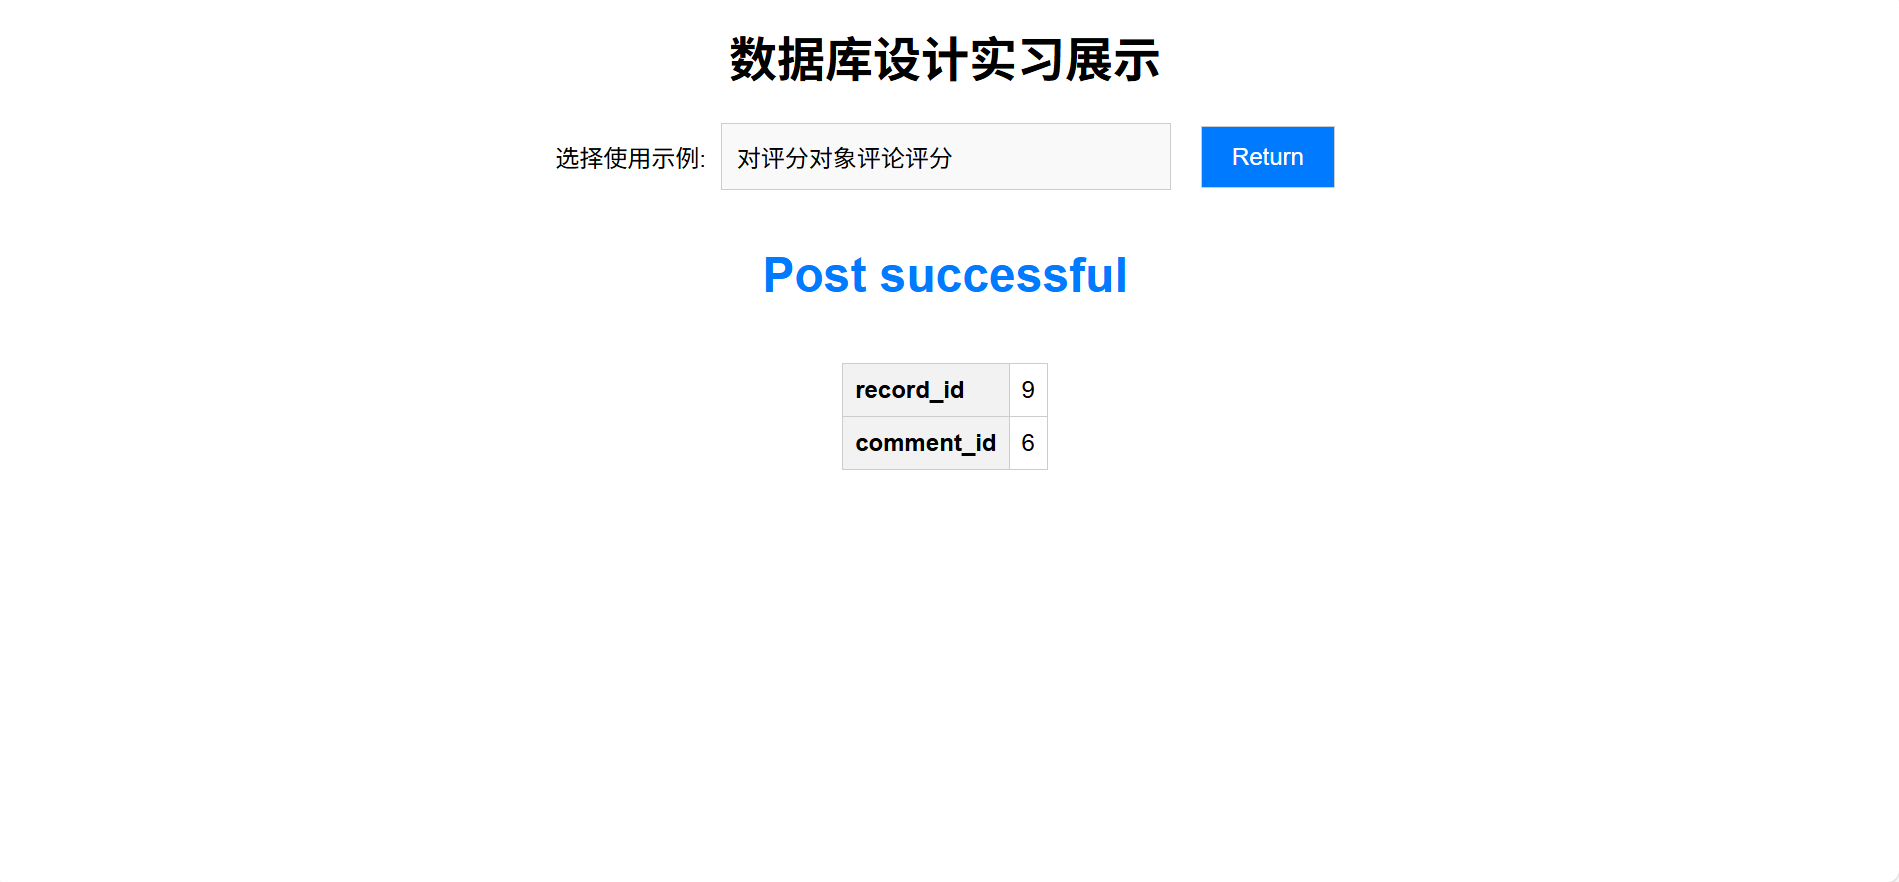 数据库设计实习展示
选择使用示例: 对评分对象评论评分 Return
Post successful
record_id 9
comment_id 6